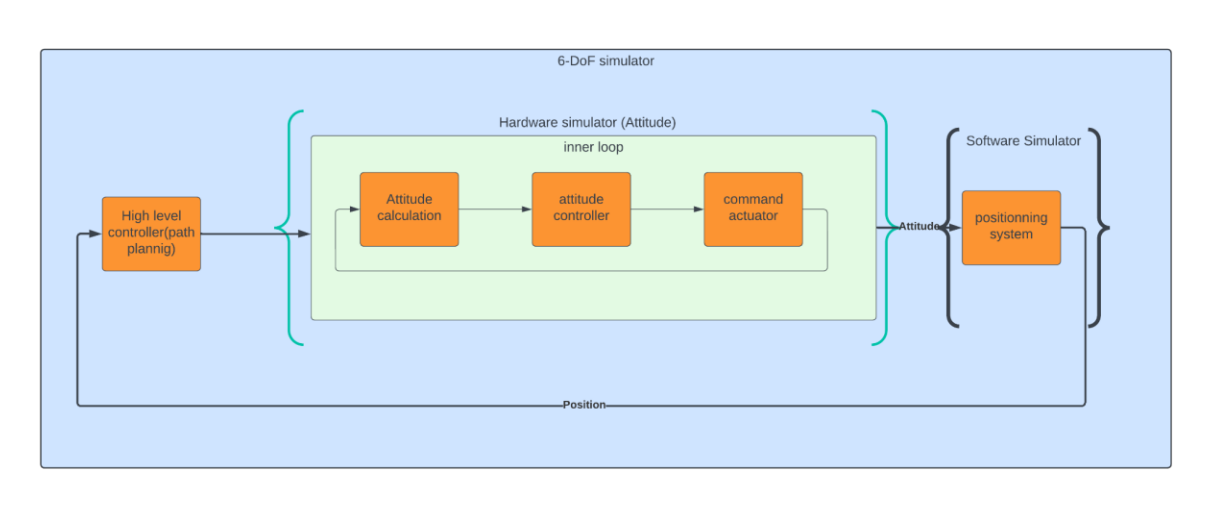 6-DoF simulator
Hardware simulator (Attitude)
inner loop
Software Simulator
Attitude
calculation
attitude
controller
command
actuator
High level
controller(path
plannig)
Attitude
positionning
system
Position